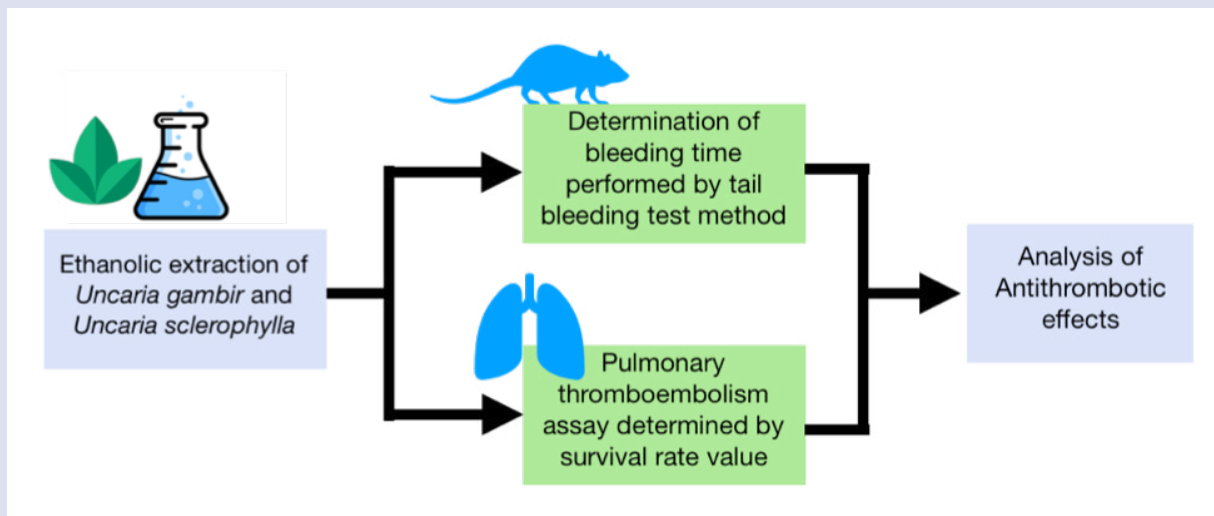 Ethanolic extraction of
Uncaria gambir and
Uncaria sclerophylla
Determination of
bleeding time
performed by tail
bleeding test method
Pulmonary
thromboembolism
assay determined by
survival rate value
Analysis of
Antithrombotic
effects